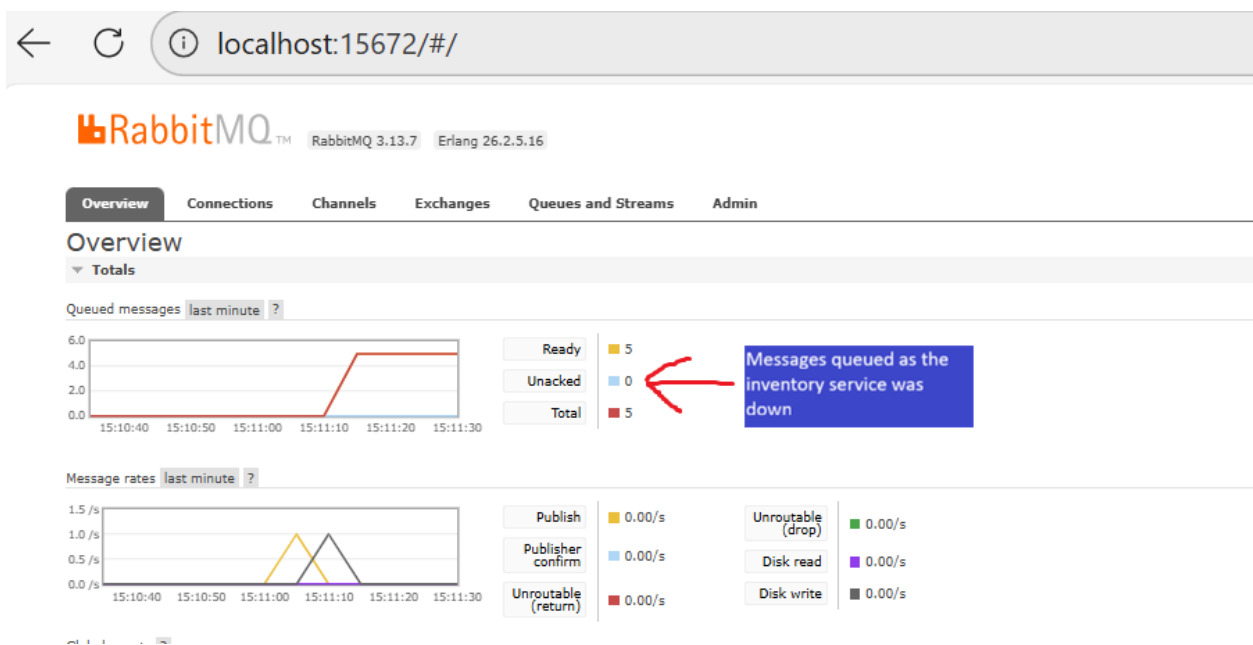 localhost:15672/#/
RabbitMQ TM RabbitMQ 3.13.7 Erlang 26.2.5.16
Overview Connections Channels Exchanges Queues and Streams Admin
Overview
Totals
Queued messages last minute ?
6.0
4.0
2.0
0.0
15:10:40 15:10:50 15:11:00 15:11:10 15:11:20 15:11:30
Ready 5
Unacked 0
Total 5
Messages queued as the
inventory service was
down
Message rates last minute ?
1.5 /s
1.0 /s
0.5 /s
0.0 /s
15:10:40 15:10:50 15:11:00 15:11:10 15:11:20 15:11:30
Publish 0.00/s
Publisher
confirm 0.00/s
Unroutable
(return) 0.00/s
Unroutable
(drop) 0.00/s
Disk read 0.00/s
Disk write 0.00/s